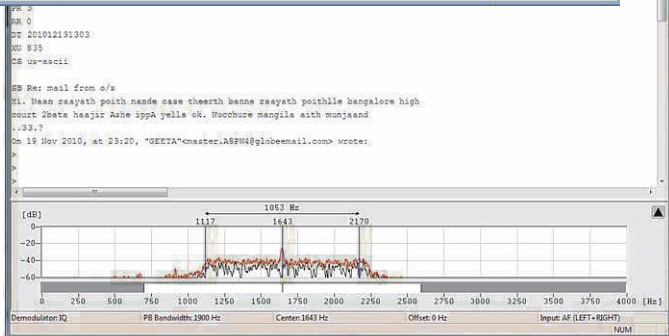 PR 3
RR 0
DT 201012191303
XU 835
CS us-ascii
SB Re: mail from o/s
Hi. Naan raayath poith nande case theerth banne raayath poithlle bangalore high
court 2bata haajir Ashe ippA yella ok. Nucchure mangila aith munjaand
..33.?
On 19 Nov 2010, at 23:20, "GEETA"<master.A8PW4@globeemail.com> wrote:
>
>
>
[dB]
1053 Hz
1117 1643 2170
0
-20
-40
-60
0 250 500 750 1000 1250 1500 1750 2000 2250 2500 2750 3000 3250 3500 3750 4000 [Hz]
Demodulator: IQ PB Bandwidth: 1900 Hz Center: 1643 Hz Offset: 0 Hz Input: AF (LEFT+RIGHT)
NUM